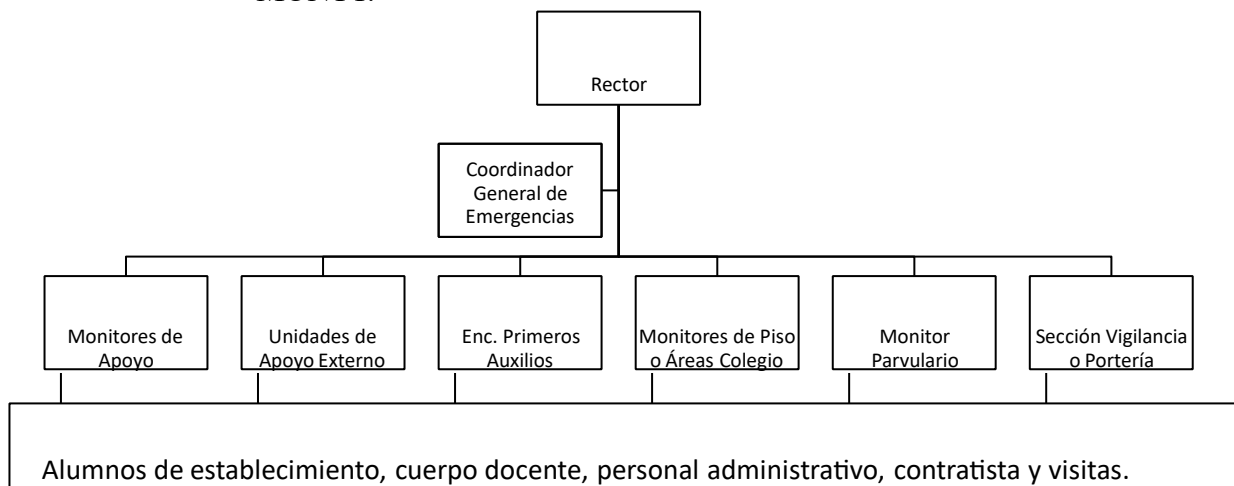 Rector
Coordinador
General de
Emergencias
Monitores de
Apoyo
Unidades de
Apoyo Externo
Enc. Primeros
Auxilios
Monitores de Piso
o Áreas Colegio
Monitor
Parvulario
Sección Vigilancia
o Portería
Alumnos de establecimiento, cuerpo docente, personal administrativo, contratista y visitas.